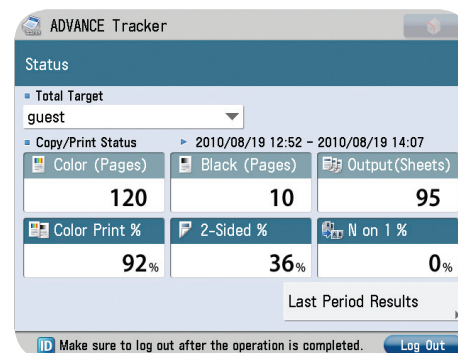 ADVANCE Tracker
Status
Total Target
guest
Copy/Print Status 2010/08/19 12:52 - 2010/08/19 14:07
Color (Pages) Black (Pages) Output(Sheets)
120 10 95
Color Print % 2-Sided % N on 1 %
92% 36% 0%
Last Period Results
ID Make sure to log out after the operation is completed. Log Out